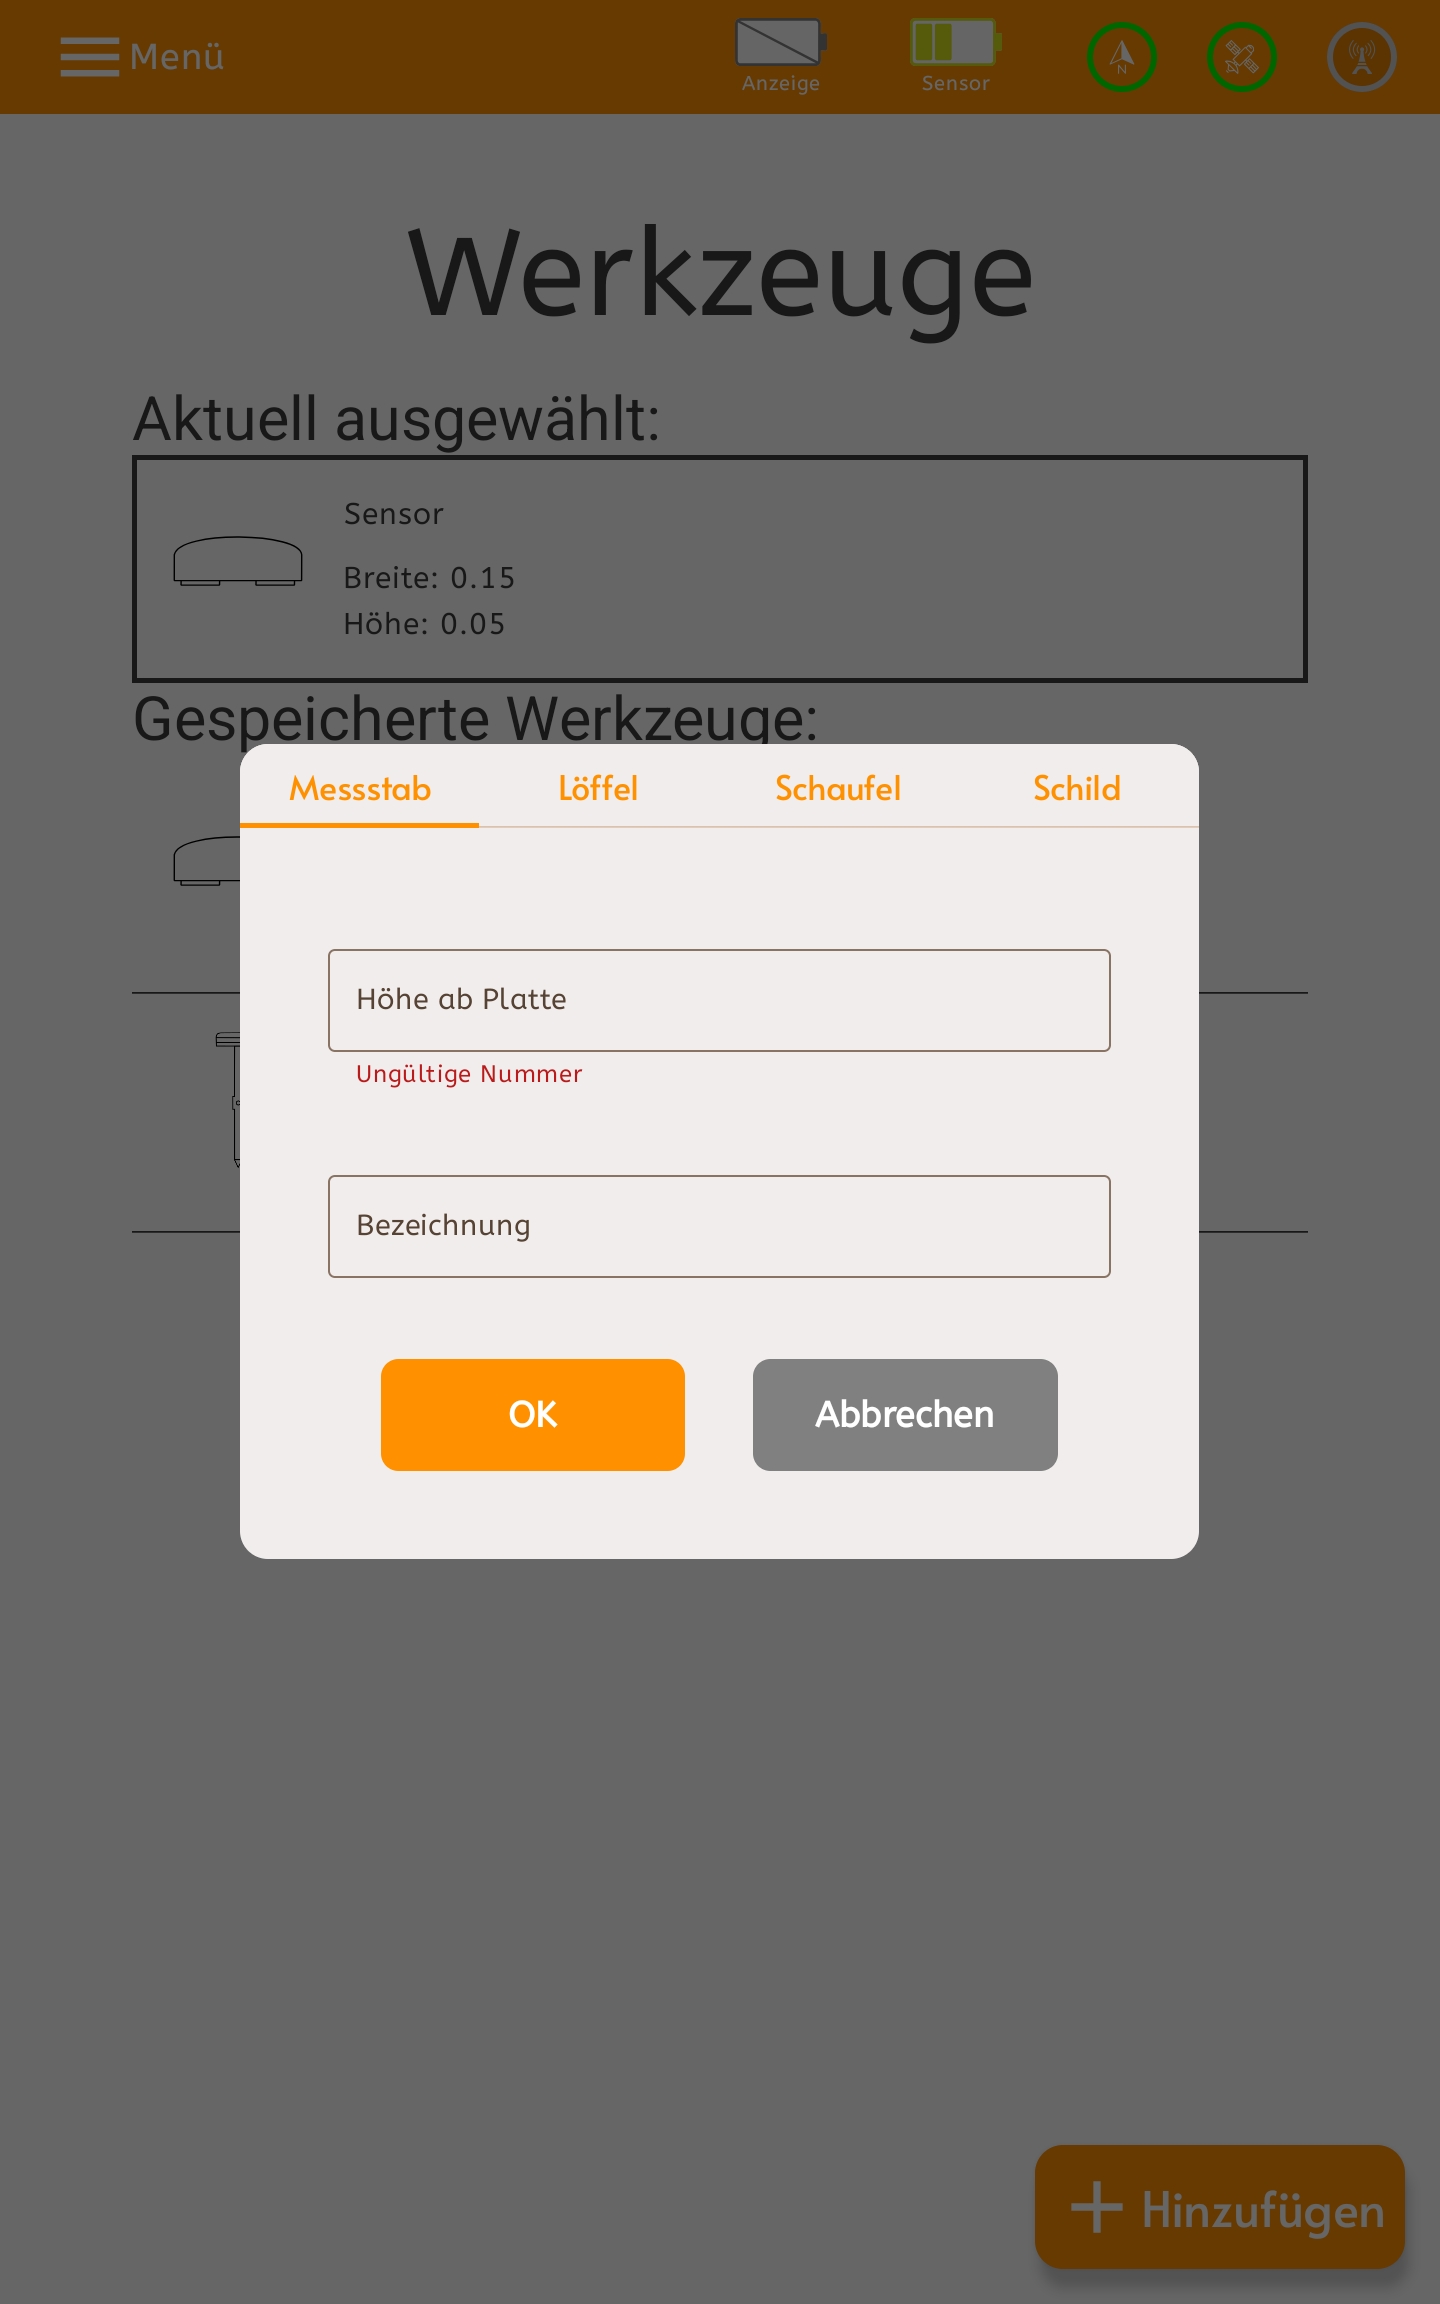 Menü
Anzeige
Sensor
N
Werkzeuge
Aktuell ausgewählt:
Sensor
Breite: 0.15
Höhe: 0.05
Gespeicherte Werkzeuge:
Messstab Löffel Schaufel Schild
Höhe ab Platte
Ungültige Nummer
Bezeichnung
OK Abbrechen
Hinzufügen